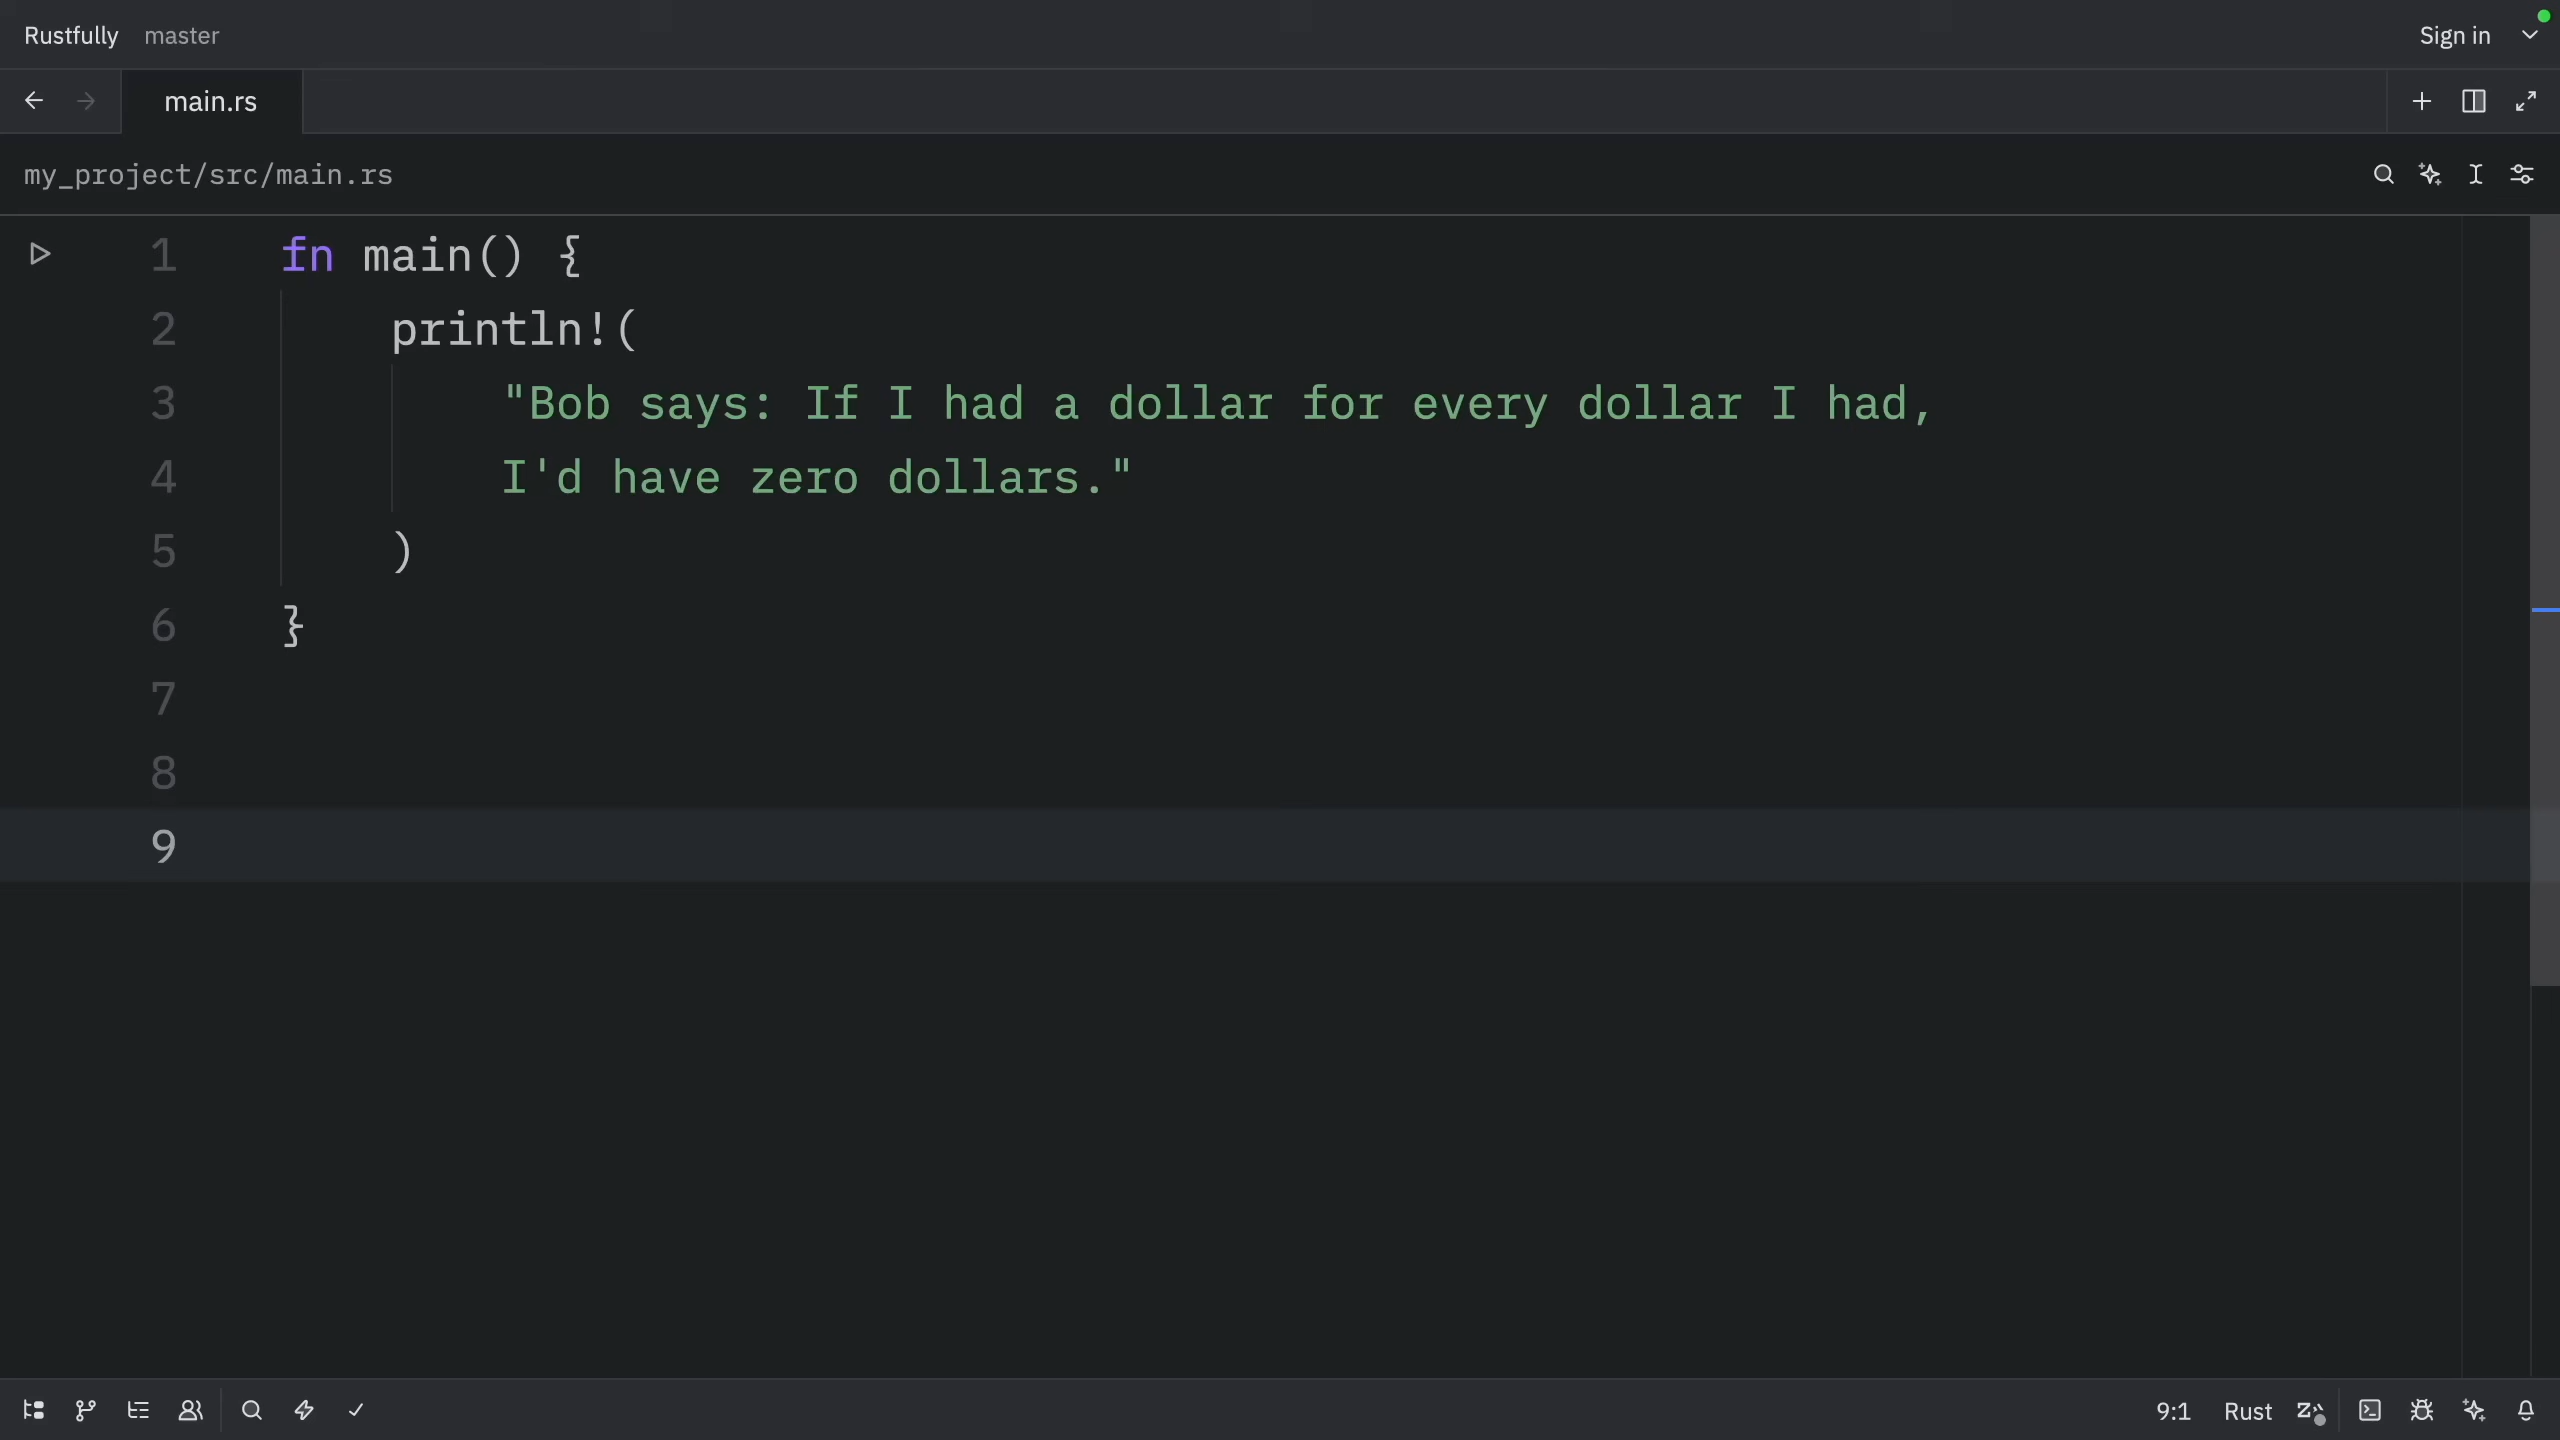 Rustfully master Sign in
main.rs
my_project/src/main.rs
1 fn main() {
2     println!(
3         "Bob says: If I had a dollar for every dollar I had,
4         I'd have zero dollars."
5     )
6 }
7
8
9
9:1 Rust